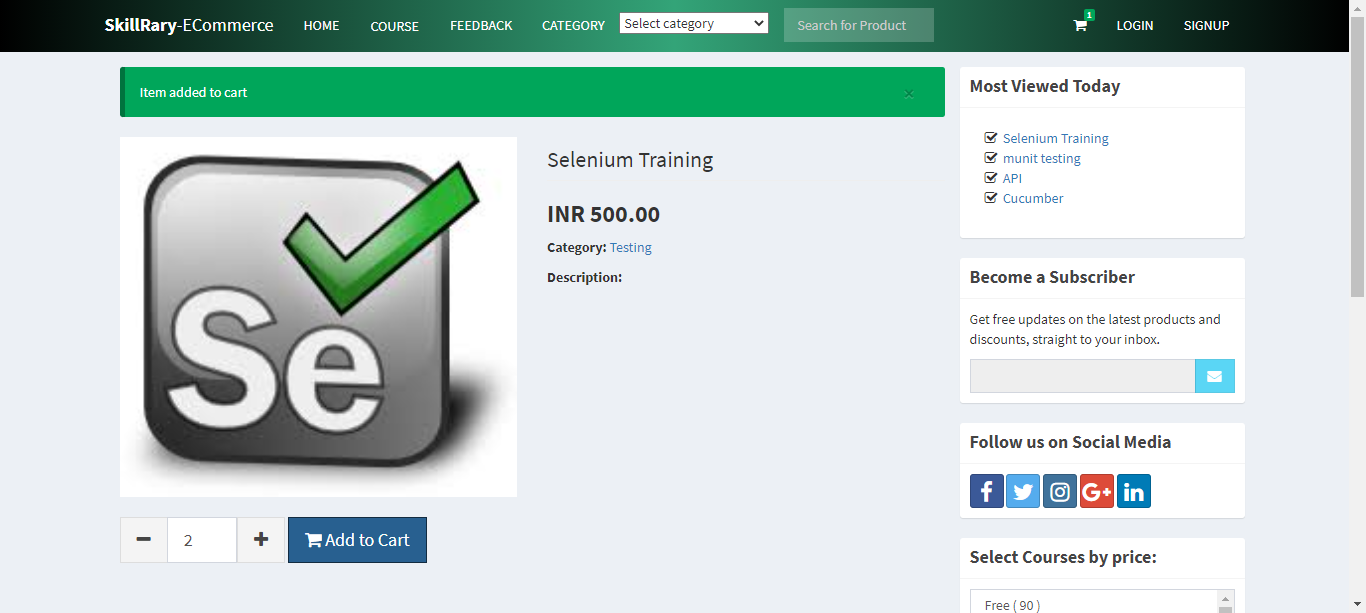 SkillRary-ECommerce HOME COURSE FEEDBACK CATEGORY Select category Search for Product 1 LOGIN SIGNUP
Item added to cart ×
Se
Selenium Training
INR 500.00
Category: Testing
Description:
2 Add to Cart
Most Viewed Today
Selenium Training
munit testing
API
Cucumber
Become a Subscriber
Get free updates on the latest products and
discounts, straight to your inbox.
Follow us on Social Media
f G+ in
Select Courses by price:
Free ( 90 )